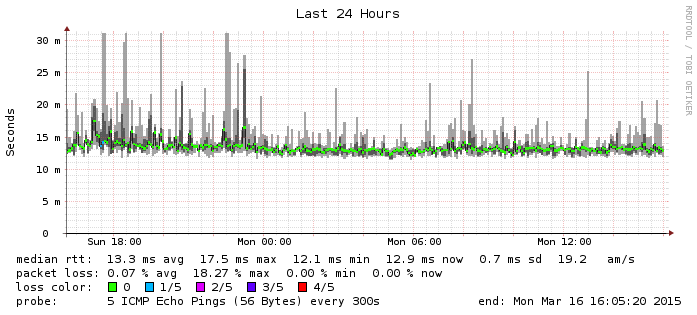 Last 24 Hours
RRDTOOL / TOBI OETIKER
Seconds
30 m
25 m
20 m
15 m
10 m
5 m
0
Sun 18:00 Mon 00:00 Mon 06:00 Mon 12:00
median rtt: 13.3 ms avg 17.5 ms max 12.1 ms min 12.9 ms now 0.7 ms sd 19.2 am/s
packet loss: 0.07 % avg 18.27 % max 0.00 % min 0.00 % now
loss color: 0 1/5 2/5 3/5 4/5
probe: 5 ICMP Echo Pings (56 Bytes) every 300s end: Mon Mar 16 16:05:20 2015